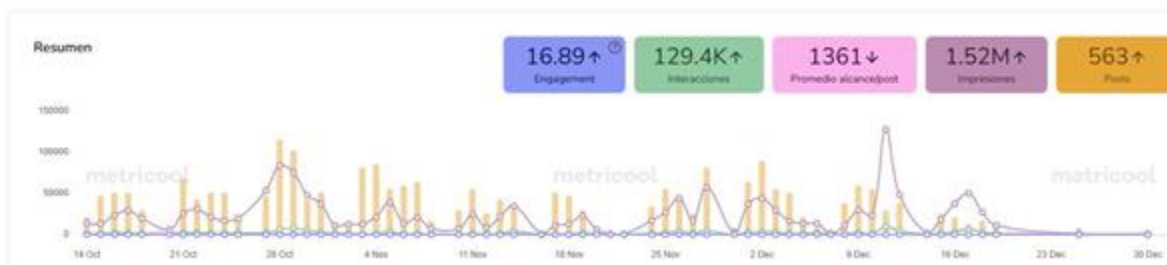 Resumen
16.89↑ 129.4K↑ 1361↓ 1.52M↑ 563↑
Engagement Interacciones Promedio alcance/post Impresiones Posts
150000
100000
50000
0
metricool metricool metricool
14 Oct 21 Oct 28 Oct 4 Nov 11 Nov 18 Nov 25 Nov 2 Dec 9 Dec 16 Dec 23 Dec 30 Dec